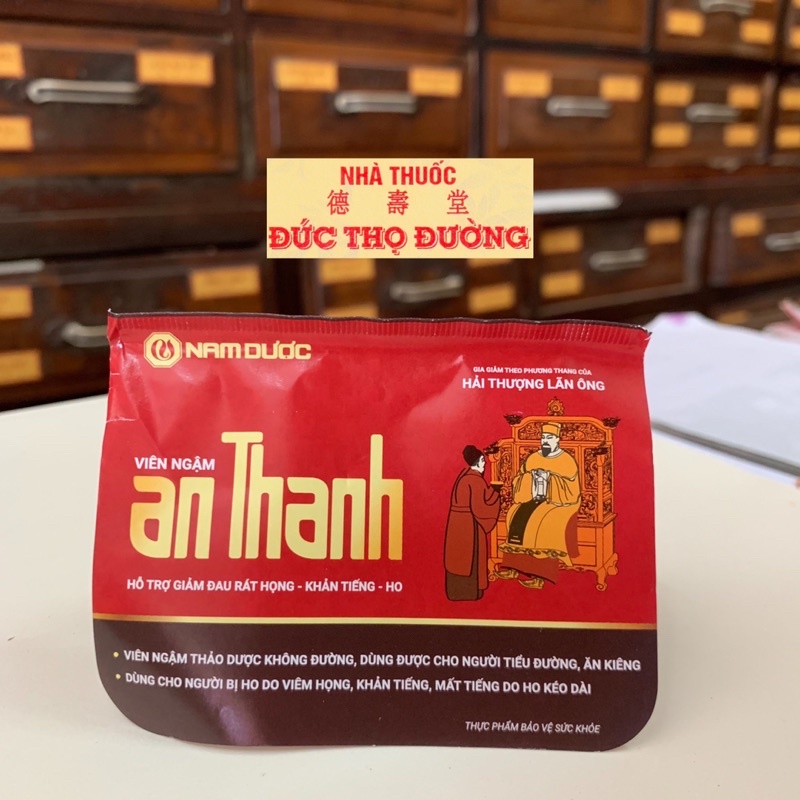 NHÀ THUỐC
德 壽 堂
ĐỨC THỌ ĐƯỜNG
NAM DƯỢC
GIA GIẢM THEO PHƯƠNG THANG CỦA
HẢI THƯỢNG LÃN ÔNG
VIÊN NGẬM
an Thanh
HỖ TRỢ GIẢM ĐAU RÁT HỌNG - KHẢN TIẾNG - HO
• VIÊN NGẬM THẢO DƯỢC KHÔNG ĐƯỜNG, DÙNG ĐƯỢC CHO NGƯỜI TIỂU ĐƯỜNG, ĂN KIÊNG
• DÙNG CHO NGƯỜI BỊ HO DO VIÊM HỌNG, KHẢN TIẾNG, MẤT TIẾNG DO HO KÉO DÀI
THỰC PHẨM BẢO VỆ SỨC KHỎE